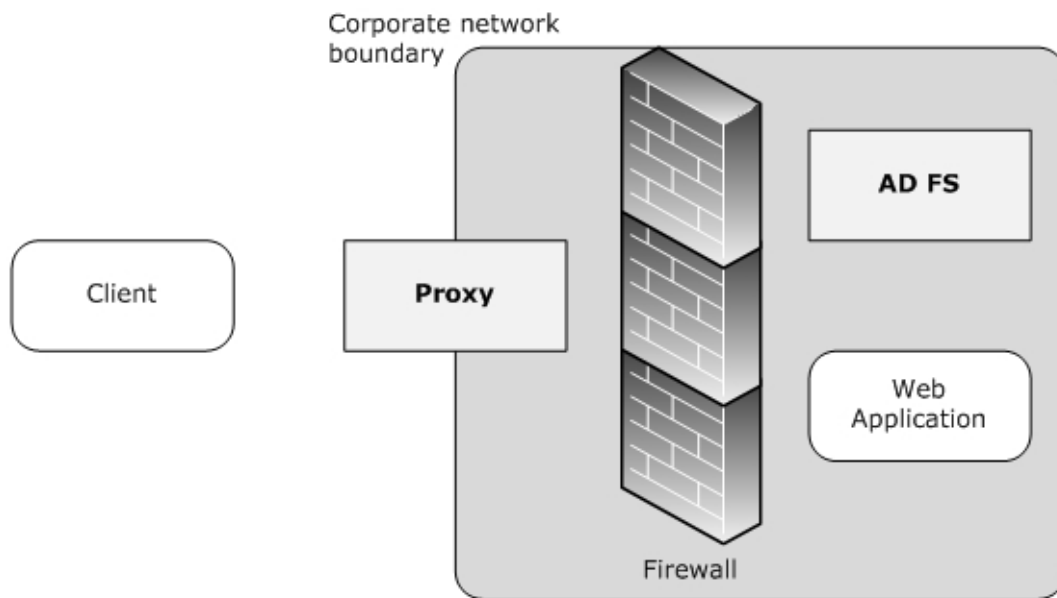 Corporate network
boundary
AD FS
Client
Proxy
Web
Application
Firewall